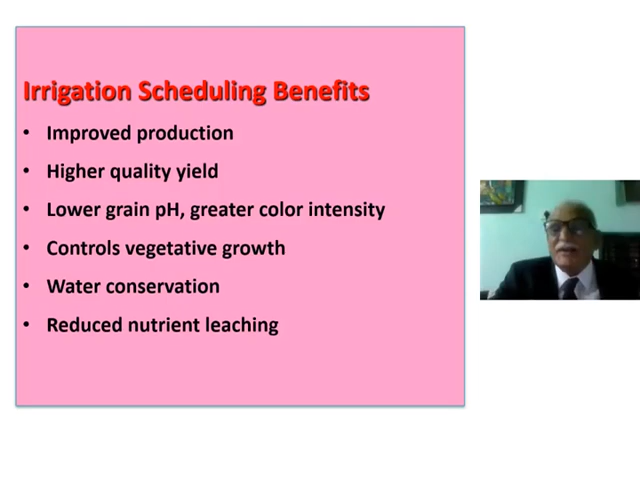 Irrigation Scheduling Benefits
• Improved production
• Higher quality yield
• Lower grain pH, greater color intensity
• Controls vegetative growth
• Water conservation
• Reduced nutrient leaching